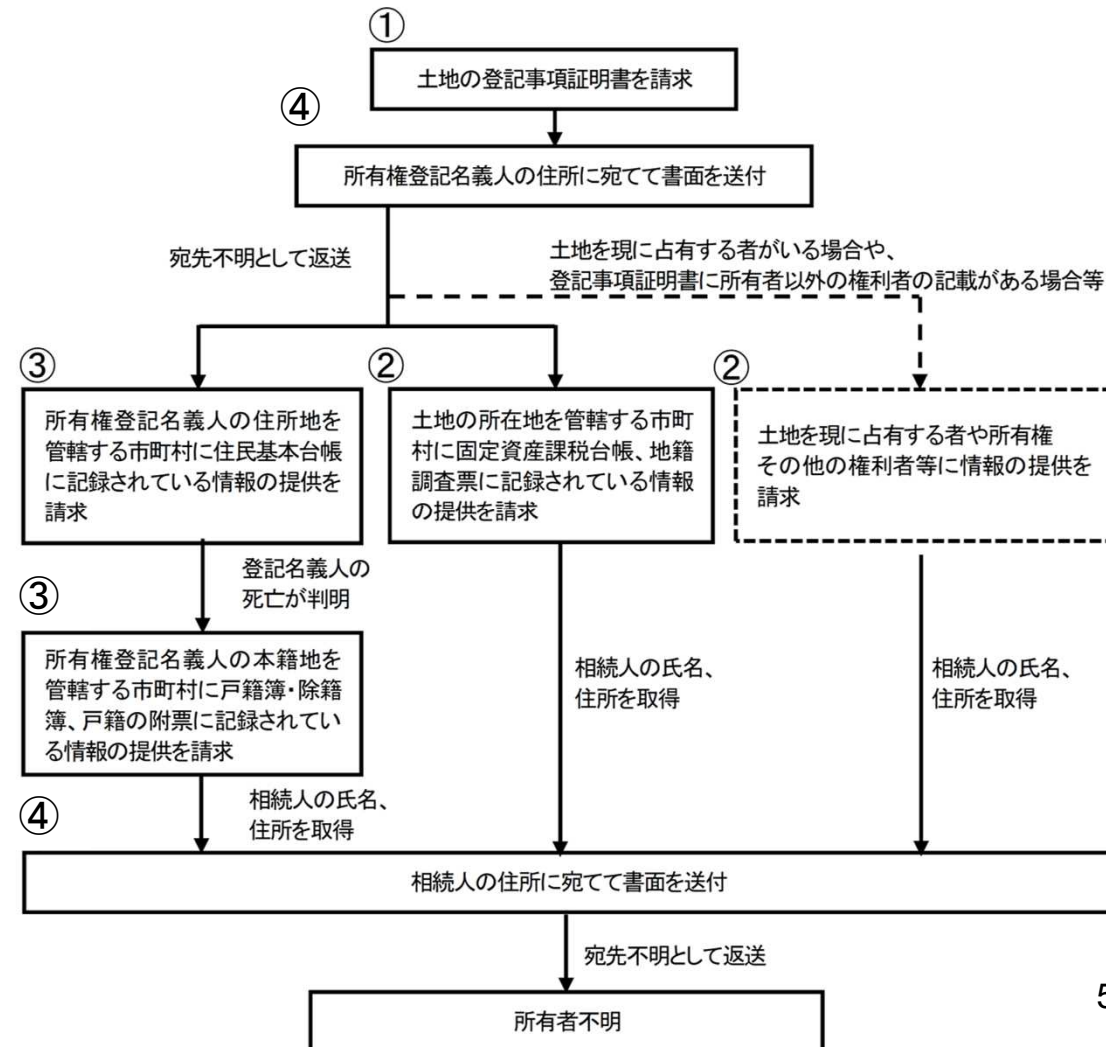 ①
土地の登記事項証明書を請求
④
所有権登記名義人の住所に宛てて書面を送付
宛先不明として返送
土地を現に占有する者がいる場合や、
登記事項証明書に所有者以外の権利者の記載がある場合等
③
所有権登記名義人の住所地を
管轄する市町村に住民基本台帳
に記録されている情報の提供を
請求
②
土地の所在地を管轄する市町
村に固定資産課税台帳、地籍
調査票に記録されている情報
の提供を請求
②
土地を現に占有する者や所有権
その他の権利者等に情報の提供を
請求
登記名義人の
死亡が判明
③
所有権登記名義人の本籍地を
管轄する市町村に戸籍簿・除籍
簿、戸籍の附票に記録されてい
る情報の提供を請求
相続人の氏名、
住所を取得
相続人の氏名、
住所を取得
相続人の氏名、
住所を取得
④
相続人の住所に宛てて書面を送付
宛先不明として返送
所有者不明
5